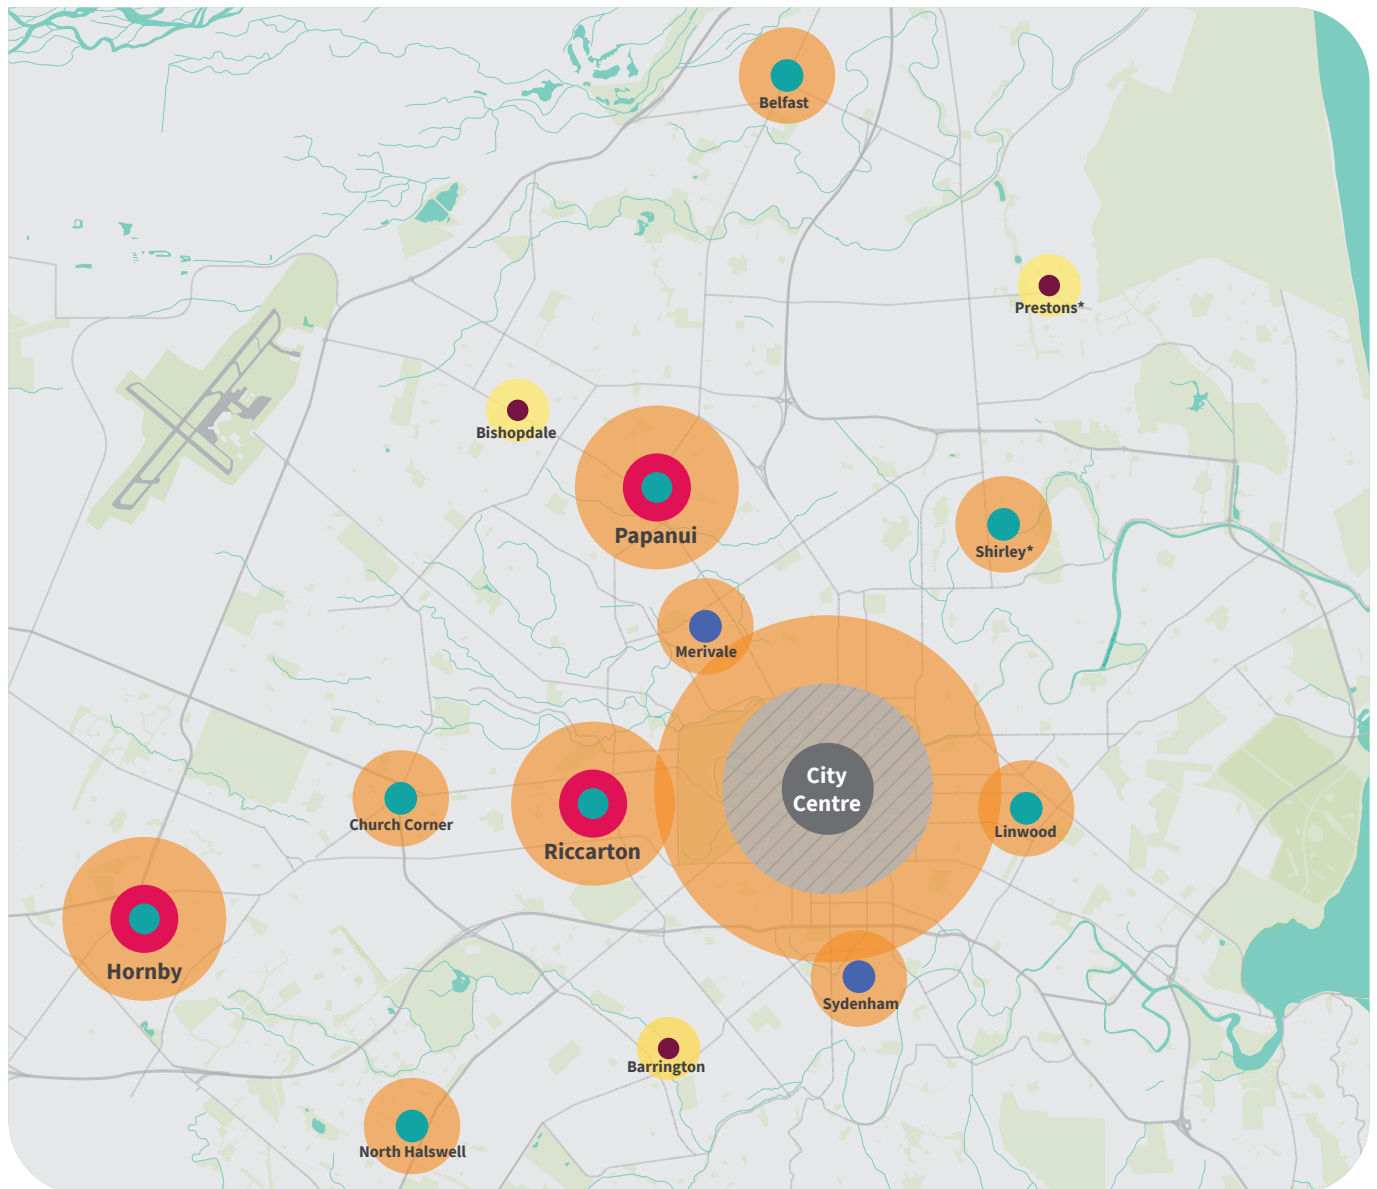 Belfast
Prestons*
Bishopdale
Papanui
Shirley*
Merivale
City
Centre
Church Corner
Linwood
Riccarton
Hornby
Sydenham
Barrington
North Halswell